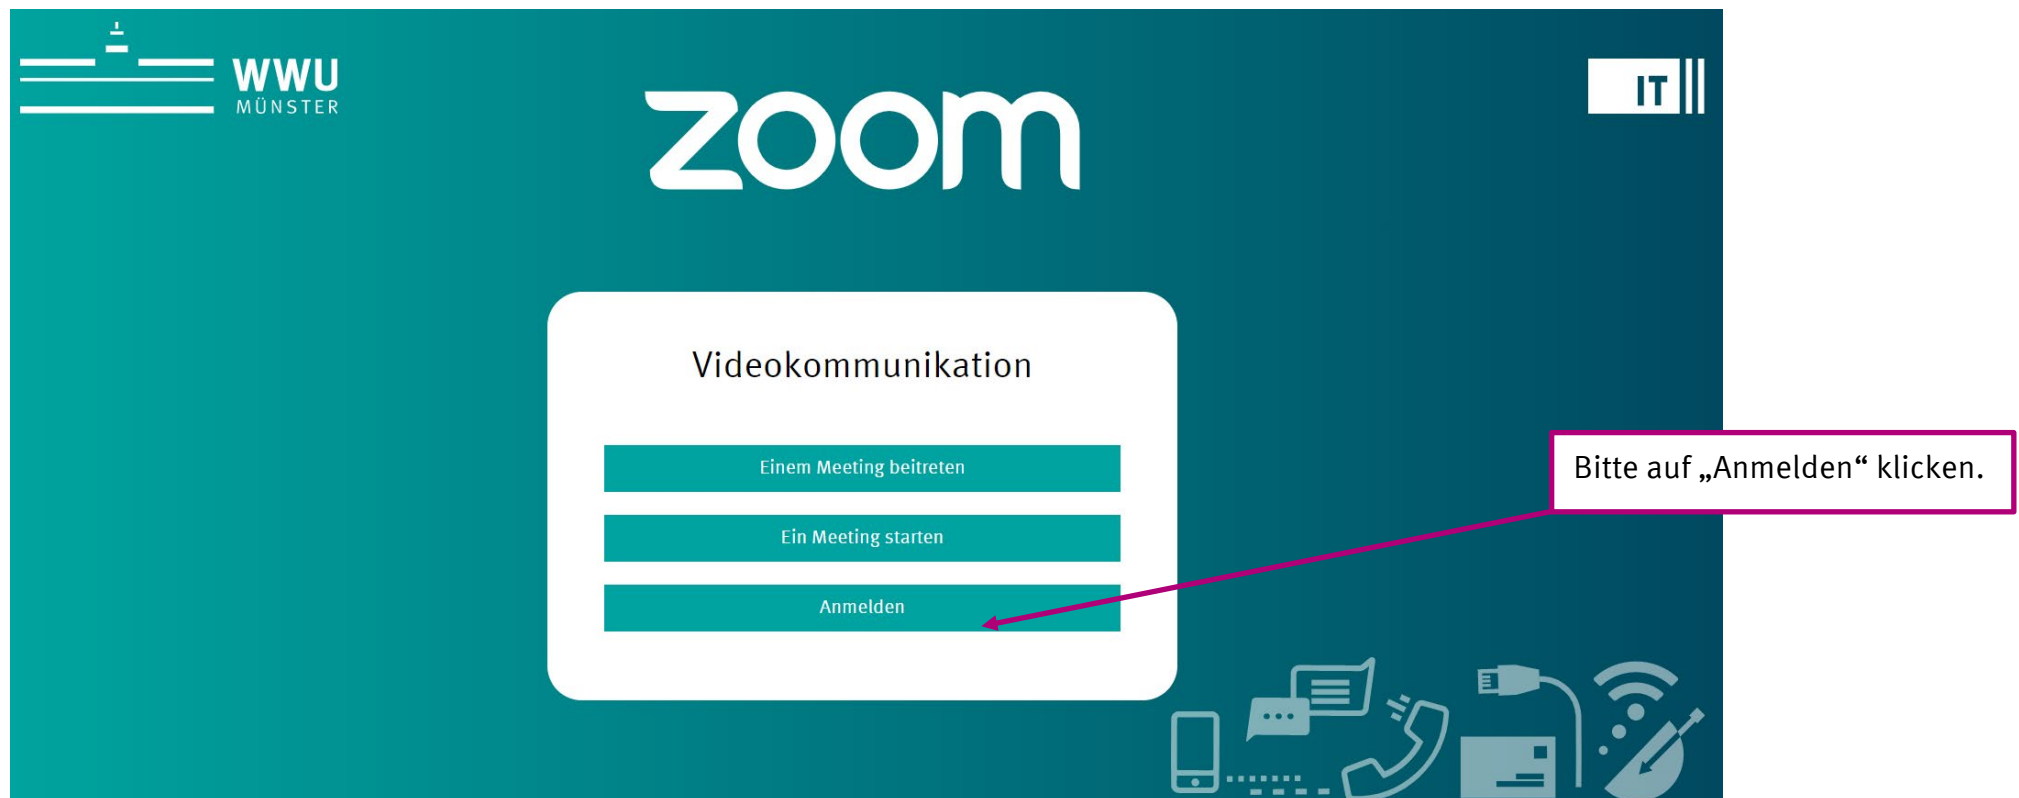 WWU
MÜNSTER
zoom
IT
Videokommunikation
Einem Meeting beitreten
Bitte auf „Anmelden“ klicken.
Ein Meeting starten
Anmelden